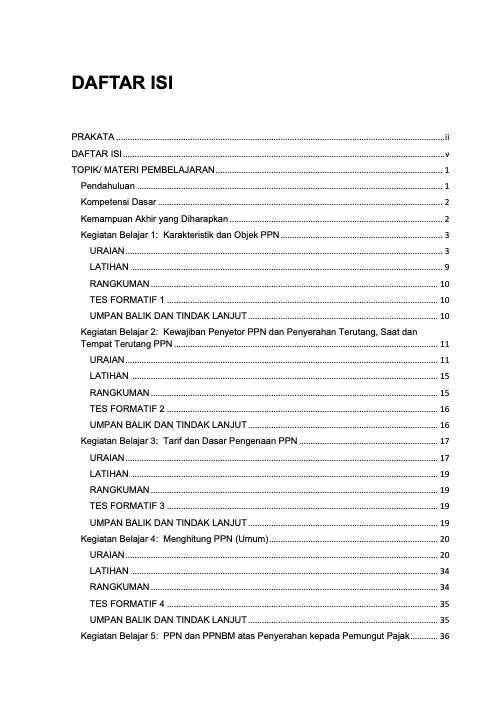 DAFTAR ISI
PRAKATA ii
DAFTAR ISI v
TOPIK/ MATERI PEMBELAJARAN 1
Pendahuluan 1
Kompetensi Dasar 2
Kemampuan Akhir yang Diharapkan 2
Kegiatan Belajar 1: Karakteristik dan Objek PPN 3
URAIAN 3
LATIHAN 9
RANGKUMAN 10
TES FORMATIF 1 10
UMPAN BALIK DAN TINDAK LANJUT 10
Kegiatan Belajar 2: Kewajiban Penyetor PPN dan Penyerahan Terutang, Saat dan
Tempat Terutang PPN 11
URAIAN 11
LATIHAN 15
RANGKUMAN 15
TES FORMATIF 2 16
UMPAN BALIK DAN TINDAK LANJUT 16
Kegiatan Belajar 3: Tarif dan Dasar Pengenaan PPN 17
URAIAN 17
LATIHAN 19
RANGKUMAN 19
TES FORMATIF 3 19
UMPAN BALIK DAN TINDAK LANJUT 19
Kegiatan Belajar 4: Menghitung PPN (Umum) 20
URAIAN 20
LATIHAN 34
RANGKUMAN 34
TES FORMATIF 4 35
UMPAN BALIK DAN TINDAK LANJUT 35
Kegiatan Belajar 5: PPN dan PPNBM atas Penyerahan kepada Pemungut Pajak 36